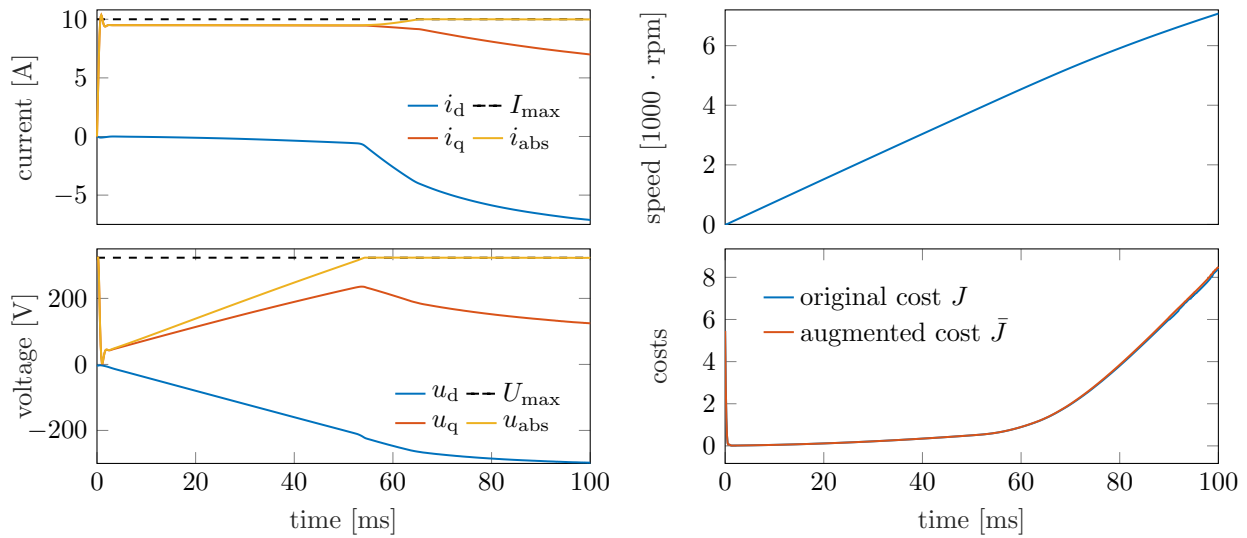 current [A]
10
5
0
−5
i_d I_max
i_q i_abs
speed [1000 · rpm]
6
4
2
0
voltage [V]
200
0
−200
u_d U_max
u_q u_abs
0 20 40 60 80 100
time [ms]
costs
8
6
4
2
0
original cost J
augmented cost J̄
0 20 40 60 80 100
time [ms]